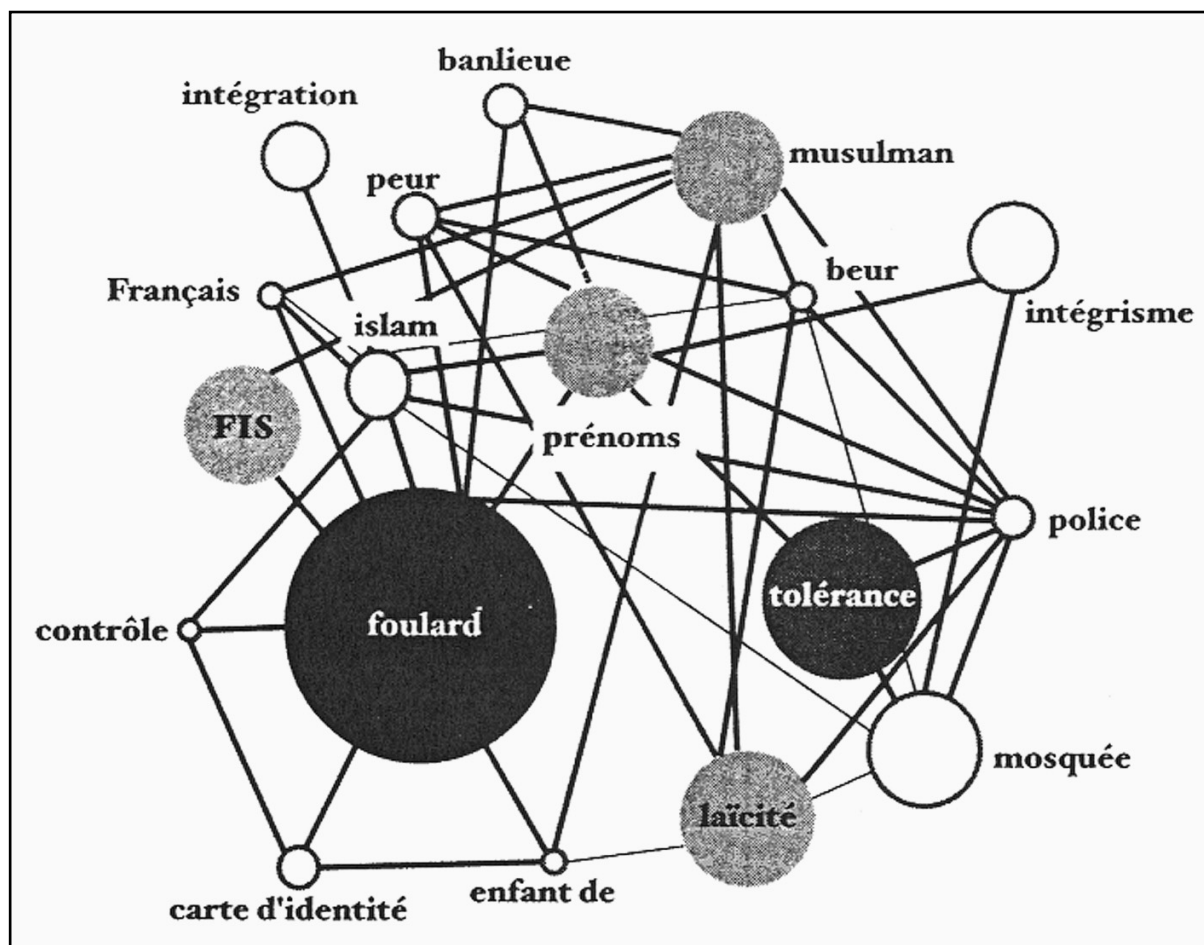 banlieue
intégration
musulman
peur
beur
Français
intégrisme
islam
FIS
prénoms
police
tolérance
foulard
contrôle
mosquée
laïcité
enfant de
carte d'identité